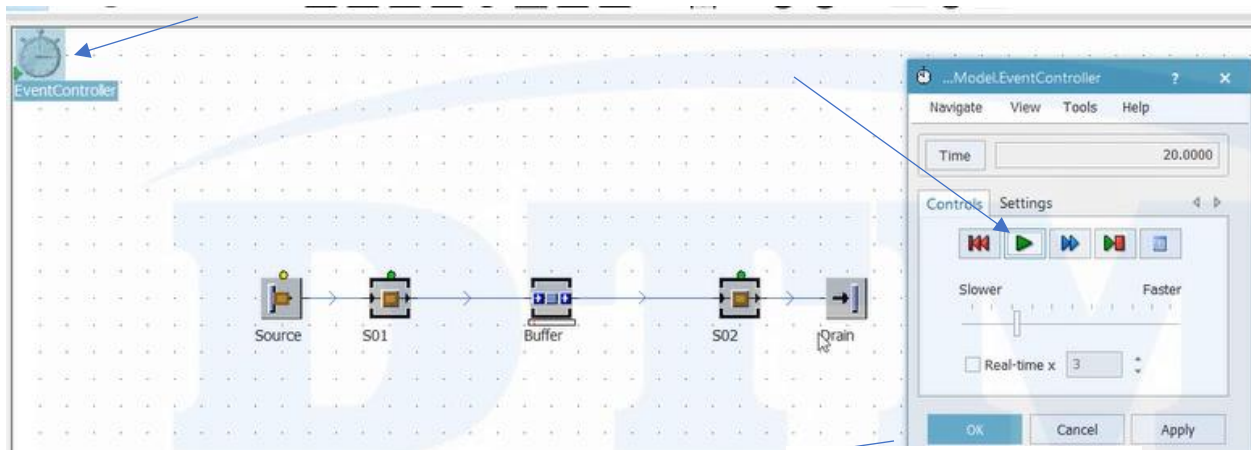 EventController
...Model.EventController ? ×
Navigate View Tools Help
Time 20.0000
Controls Settings
Slower Faster
Source S01 Buffer S02 Drain
Real-time x 3
OK Cancel Apply
DTM